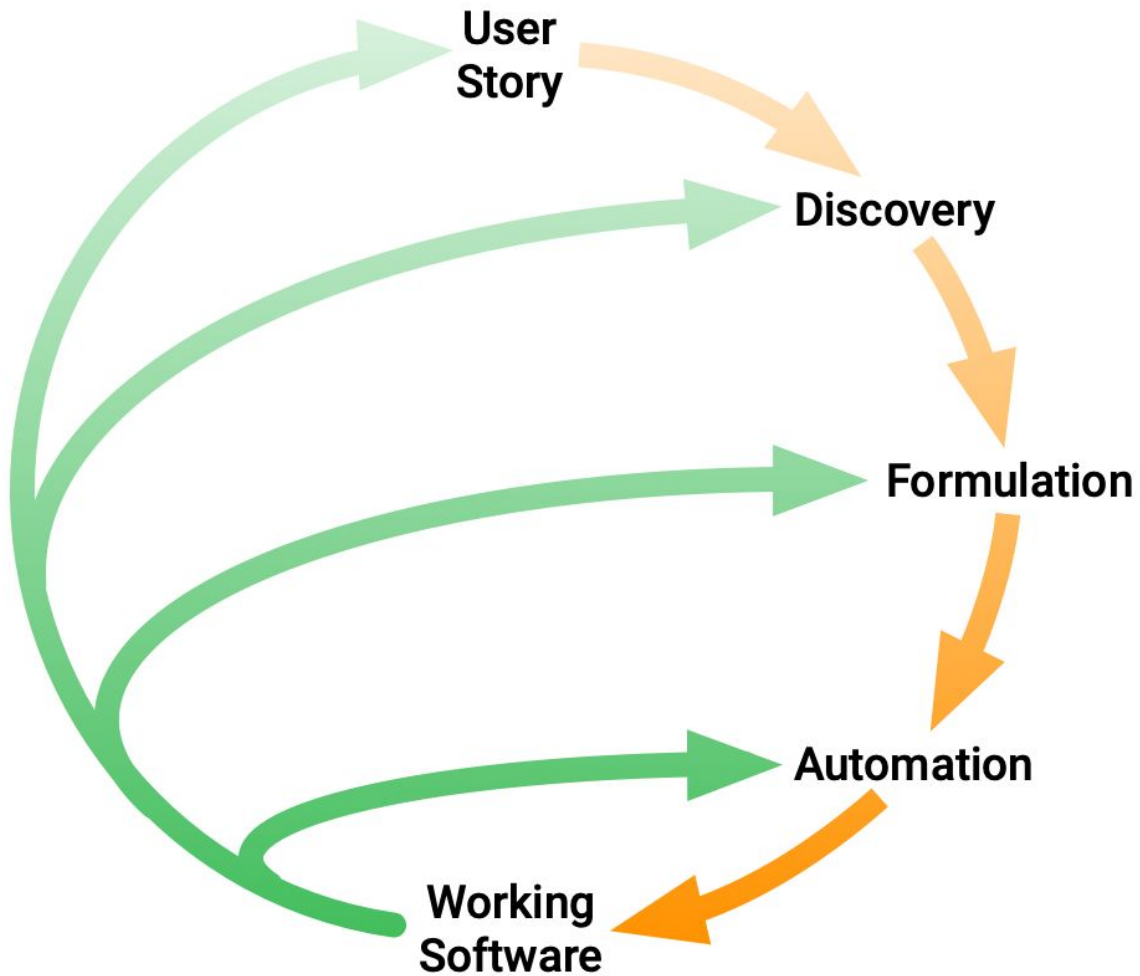 User
Story
Discovery
Formulation
Automation
Working
Software